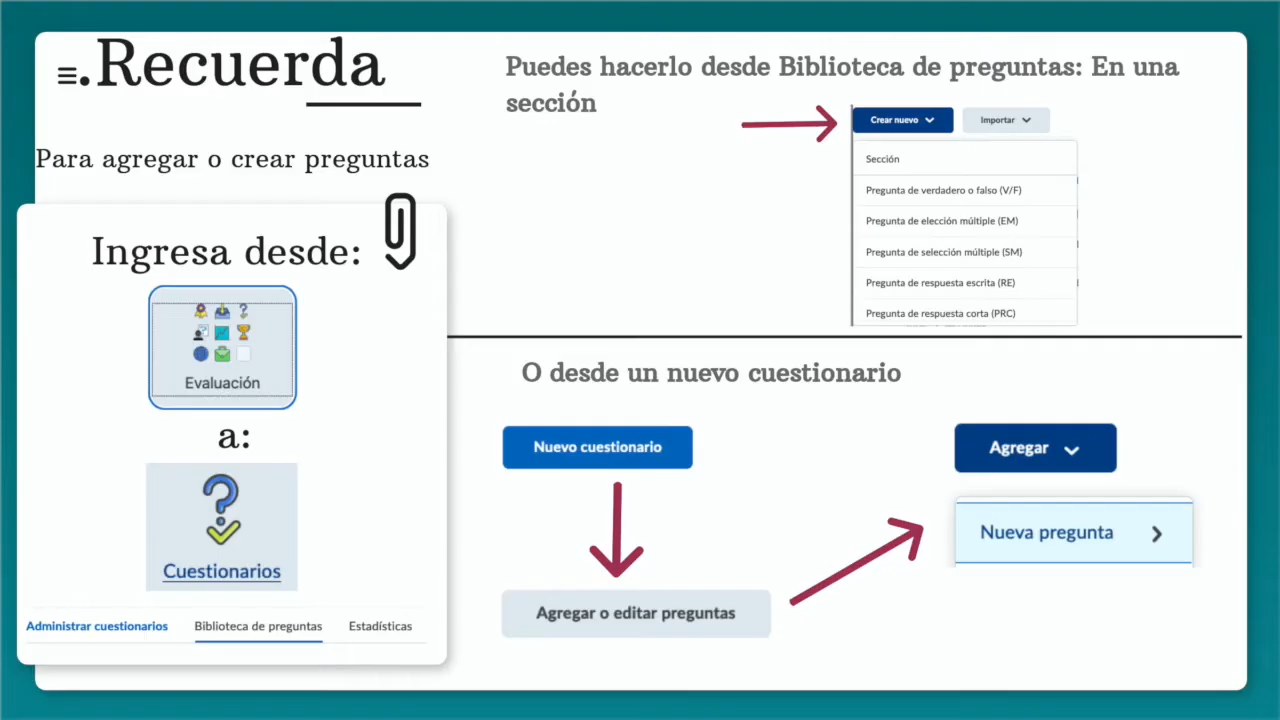 .Recuerda
Para agregar o crear preguntas
Ingresa desde:
Evaluación
a:
Cuestionarios
Administrar cuestionarios Biblioteca de preguntas Estadísticas
Puedes hacerlo desde Biblioteca de preguntas: En una
sección
Crear nuevo Importar
Sección
Pregunta de verdadero o falso (V/F)
Pregunta de elección múltiple (EM)
Pregunta de selección múltiple (SM)
Pregunta de respuesta escrita (RE)
Pregunta de respuesta corta (PRC)
O desde un nuevo cuestionario
Nuevo cuestionario
Agregar o editar preguntas
Agregar
Nueva pregunta